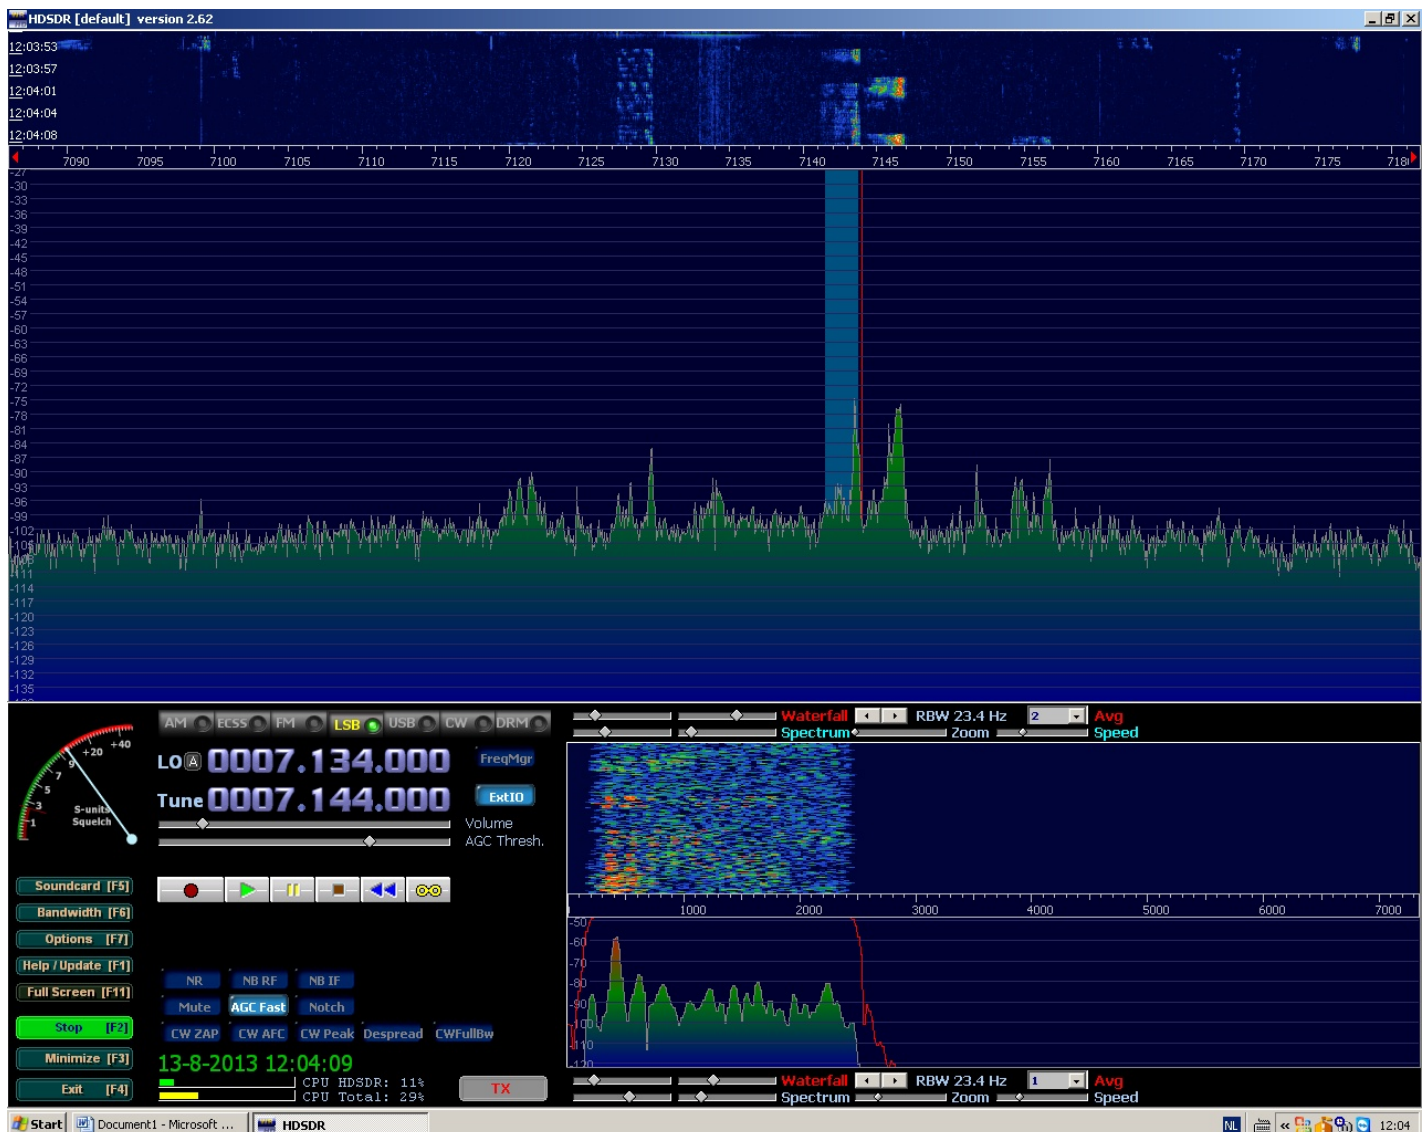 HDSDR [default] version 2.62
12:03:53
12:03:57
12:04:01
12:04:04
12:04:08
7090 7095 7100 7105 7110 7115 7120 7125 7130 7135 7140 7145 7150 7155 7160 7165 7170 7175
-27
-30
-33
-36
-39
-42
-45
-48
-51
-54
-57
-60
-63
-66
-69
-72
-75
-78
-81
-84
-87
-90
-93
-96
-99
-102
-105
-111
-114
-117
-120
-123
-126
-129
-132
-135
AM ECSS FM LSB USB CW DRM
LO A 0007.134.000 FreqMgr
Tune 0007.144.000 ExtIO
Volume
AGC Thresh.
1 3 5 7 9 +20 +40
S-units
Squelch
Soundcard [F5]
Bandwidth [F6]
Options [F7]
Help / Update [F1]
Full Screen [F11]
Stop [F2]
Minimize [F3]
Exit [F4]
NR NB RF NB IF
Mute AGC Fast Notch
CW ZAP CW AFC CW Peak Despread CWFullBw
13-8-2013 12:04:09
CPU HDSDR: 11%
CPU Total: 29%
TX
Waterfall RBW 23.4 Hz 2 Avg
Spectrum Zoom Speed
1000 2000 3000 4000 5000 6000 7000
-50
-60
-70
-80
-90
-100
-110
-120
Waterfall RBW 23.4 Hz 1 Avg
Spectrum Zoom Speed
Start Document1 - Microsoft ... HDSDR NL 12:04